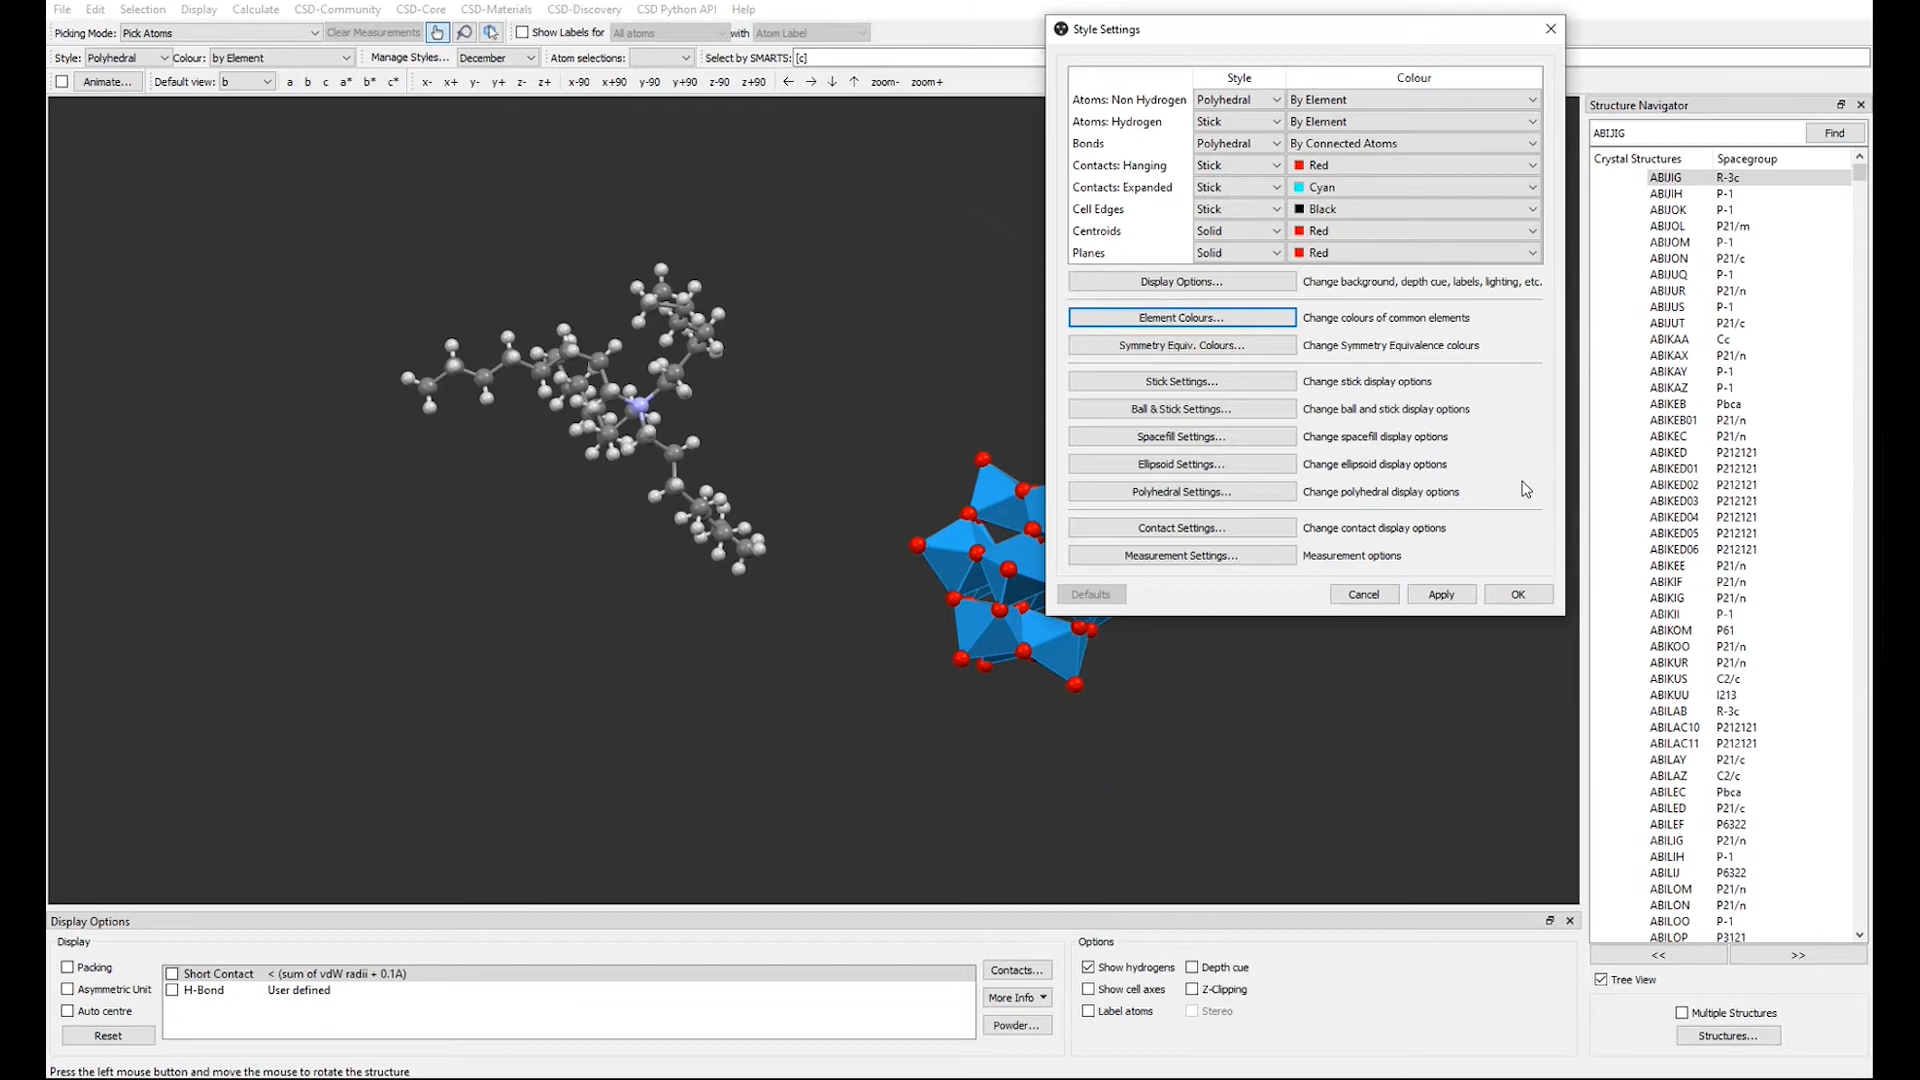 File Edit Selection Display Calculate CSD-Community CSD-Core CSD-Materials CSD-Discovery CSD Python API Help
Picking Mode: Pick Atoms Clear Measurements Show Labels for All atoms with Atom Label
Style: Polyhedral Colour: by Element Manage Styles... December Atom selections: Select by SMARTS: [c]
Animate... Default view: b a b c a* b* c* x- x+ y- y+ z- z+ x-90 x+90 y-90 y+90 z-90 z+90 zoom- zoom+
Style Settings
Style Colour
Atoms: Non Hydrogen Polyhedral By Element
Atoms: Hydrogen Stick By Element
Bonds Polyhedral By Connected Atoms
Contacts: Hanging Stick Red
Contacts: Expanded Stick Cyan
Cell Edges Stick Black
Centroids Solid Red
Planes Solid Red
Display Options... Change background, depth cue, labels, lighting, etc.
Element Colours... Change colours of common elements
Symmetry Equiv. Colours... Change Symmetry Equivalence colours
Stick Settings... Change stick display options
Ball & Stick Settings... Change ball and stick display options
Spacefill Settings... Change spacefill display options
Ellipsoid Settings... Change ellipsoid display options
Polyhedral Settings... Change polyhedral display options
Contact Settings... Change contact display options
Measurement Settings... Measurement options
Defaults Cancel Apply OK
Structure Navigator
ABIJIG Find
Crystal Structures Spacegroup
ABIJIG R-3c
ABIJIH P-1
ABIJOK P-1
ABIJOL P21/m
ABIJOM P-1
ABIJON P21/c
ABIJUQ P-1
ABIJUR P21/n
ABIJUS P-1
ABIJUT P21/c
ABIKAA Cc
ABIKAX P21/n
ABIKAY P-1
ABIKAZ P-1
ABIKEB Pbca
ABIKEB01 P21/n
ABIKEC P21/n
ABIKED P212121
ABIKED01 P212121
ABIKED02 P212121
ABIKED03 P212121
ABIKED04 P212121
ABIKED05 P212121
ABIKED06 P212121
ABIKEE P21/n
ABIKIF P21/n
ABIKIG P21/n
ABIKII P-1
ABIKOM P61
ABIKOO P21/n
ABIKUR P21/n
ABIKUS C2/c
ABIKUU I213
ABILAB R-3c
ABILAC10 P212121
ABILAC11 P212121
ABILAY P21/c
ABILAZ C2/c
ABILEC Pbca
ABILED P21/c
ABILEF P6322
ABILIG P21/n
ABILIH P-1
ABILIJ P6322
ABILOM P21/n
ABILON P21/n
ABILOO P-1
ABILOP P3121
<< >>
Tree View
Multiple Structures
Structures...
Display Options
Display
Packing
Asymmetric Unit
Auto centre
Reset
Short Contact < (sum of vdW radii + 0.1A)
H-Bond User defined
Contacts...
More Info
Powder...
Options
Show hydrogens Depth cue
Show cell axes Z-Clipping
Label atoms Stereo
Press the left mouse button and move the mouse to rotate the structure